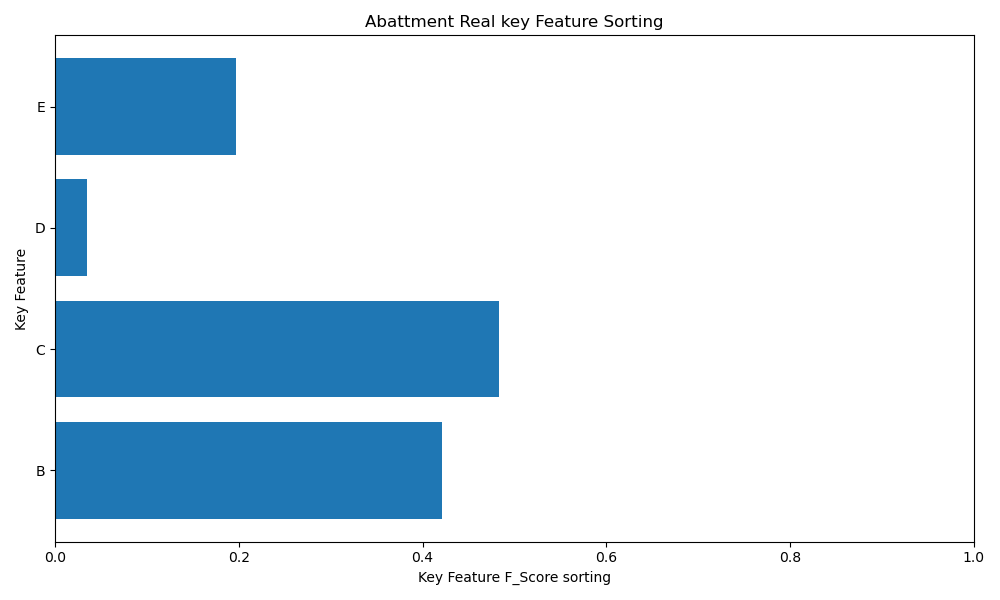 Abattment Real key Feature Sorting
Key Feature
E
D
C
B
0.0 0.2 0.4 0.6 0.8 1.0
Key Feature F_Score sorting